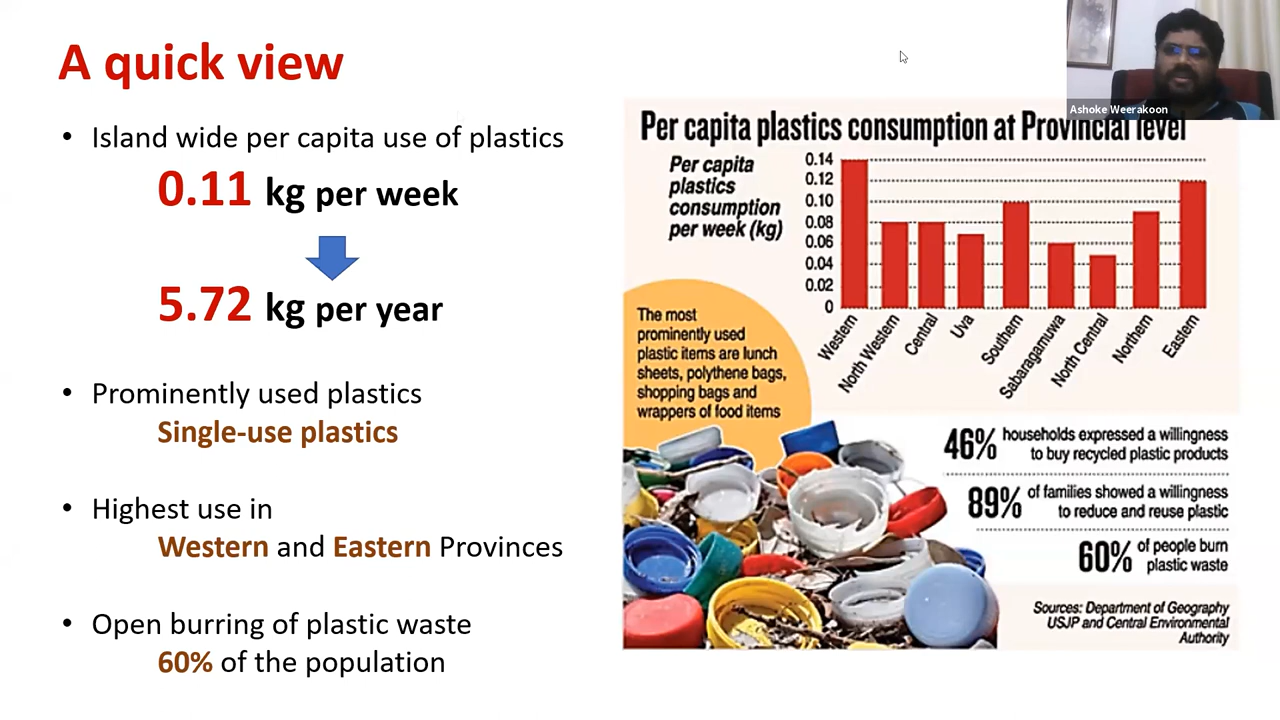 A quick view
• Island wide per capita use of plastics
0.11 kg per week
5.72 kg per year
• Prominently used plastics
Single-use plastics
• Highest use in
Western and Eastern Provinces
• Open burring of plastic waste
60% of the population
Ashoke Weerakoon
Per capita plastics consumption at Provincial level
Per capita
plastics
consumption
per week (kg)
0.14
0.12
0.10
0.08
0.06
0.04
0.02
0
Western
North Western
Central
Uva
Southern
Sabaragamuwa
North Central
Northern
Eastern
The most
prominently used
plastic items are lunch
sheets, polythene bags,
shopping bags and
wrappers of food items
46% households expressed a willingness
to buy recycled plastic products
89% of families showed a willingness
to reduce and reuse plastic
60% of people burn
plastic waste
Sources: Department of Geography
USJP and Central Environmental
Authority